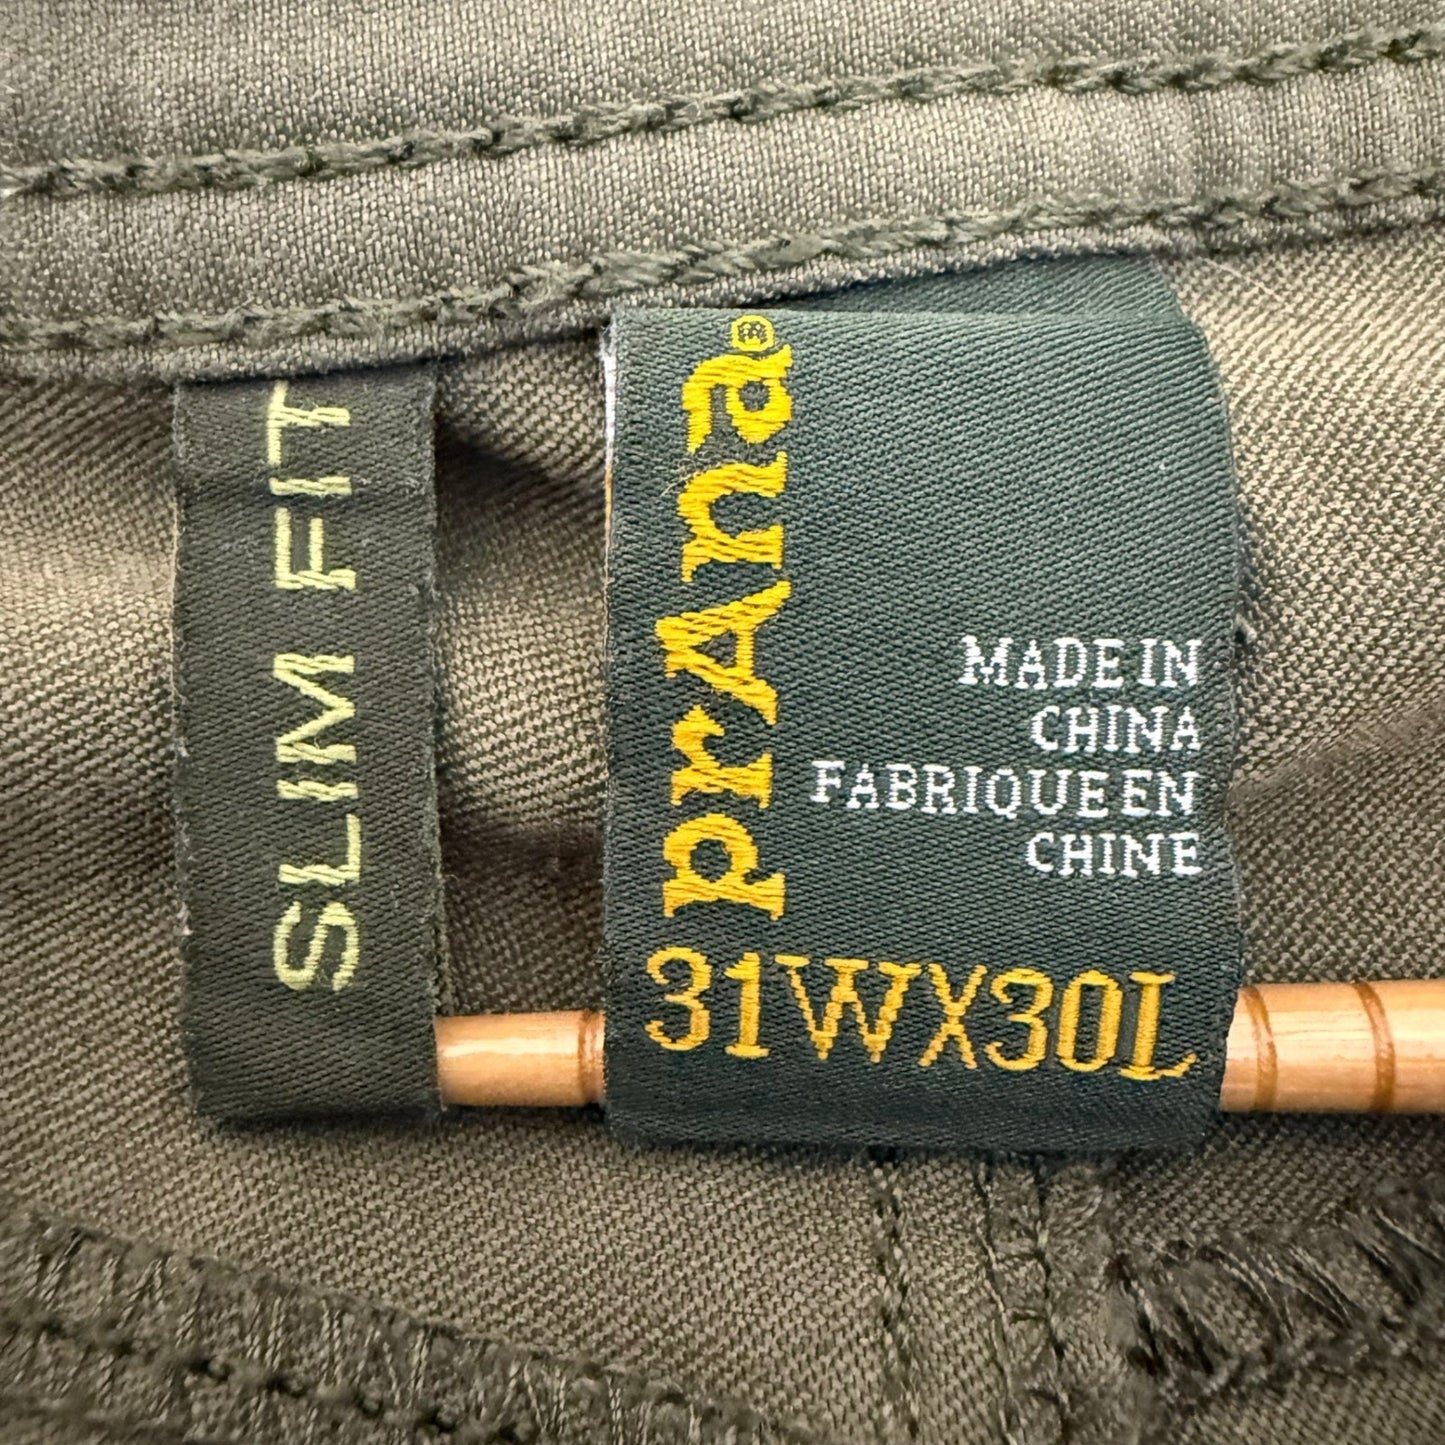 SLIM FIT
prAna®
MADE IN
CHINA
FABRIQUE EN
CHINE
31WX30L